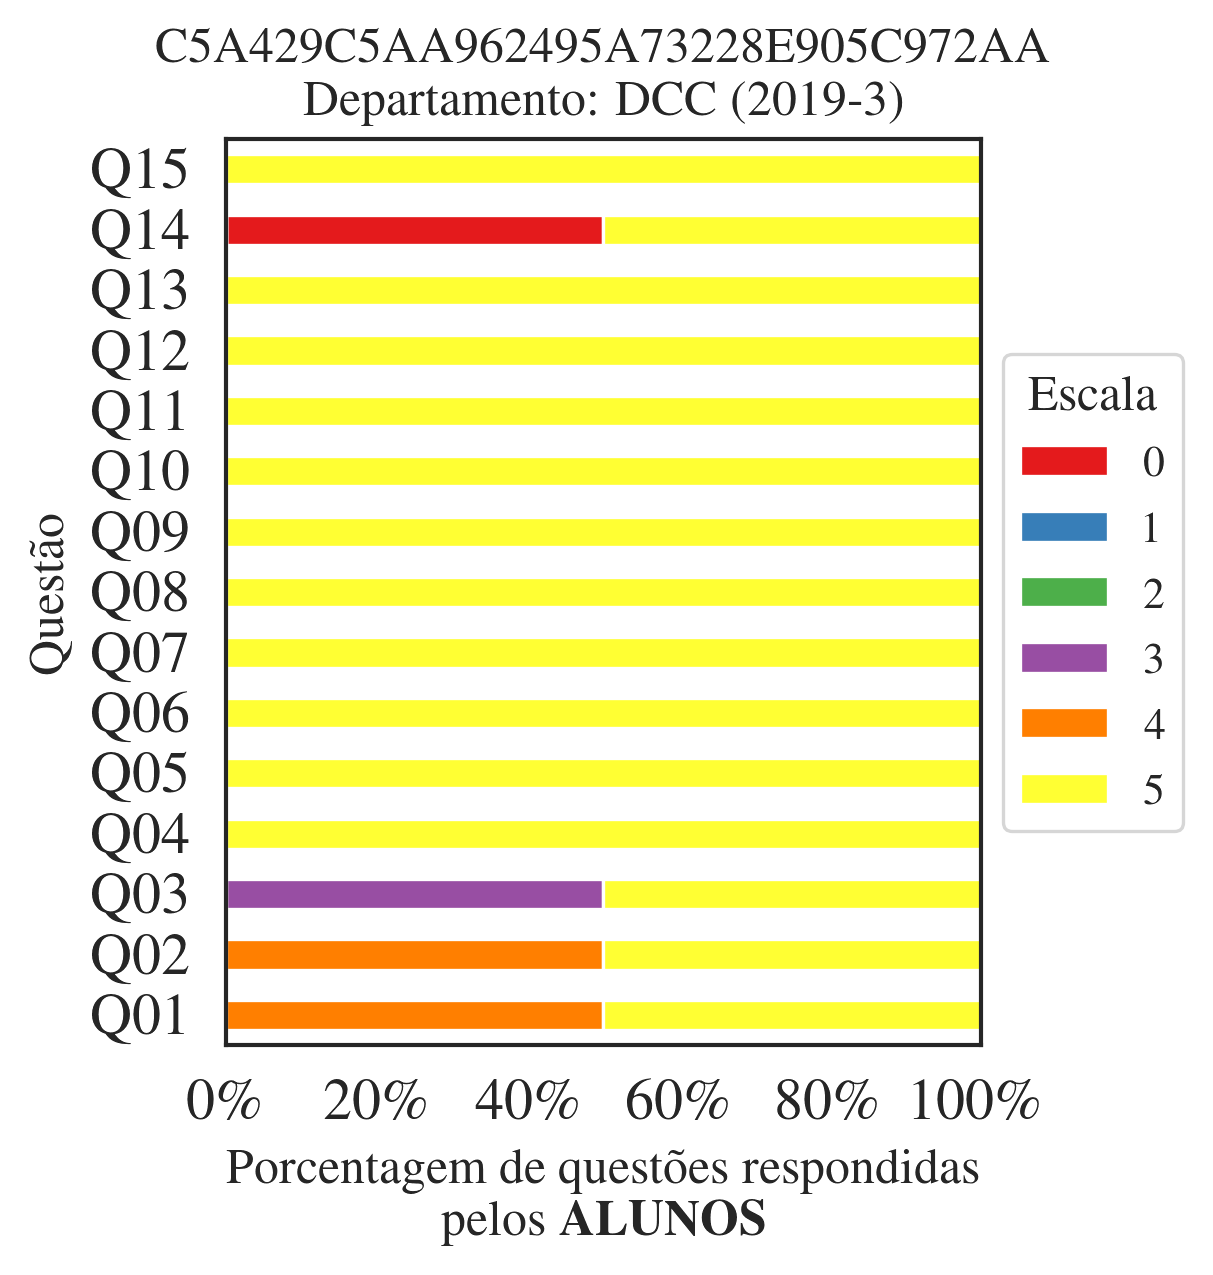 C5A429C5AA962495A73228E905C972AA
Departamento: DCC (2019-3)
Q15
Q14
Q13
Q12
Q11
Q10
Q09
Q08
Q07
Q06
Q05
Q04
Q03
Q02
Q01
Questão
0% 20% 40% 60% 80% 100%
Porcentagem de questões respondidas
pelos ALUNOS
Escala
0
1
2
3
4
5